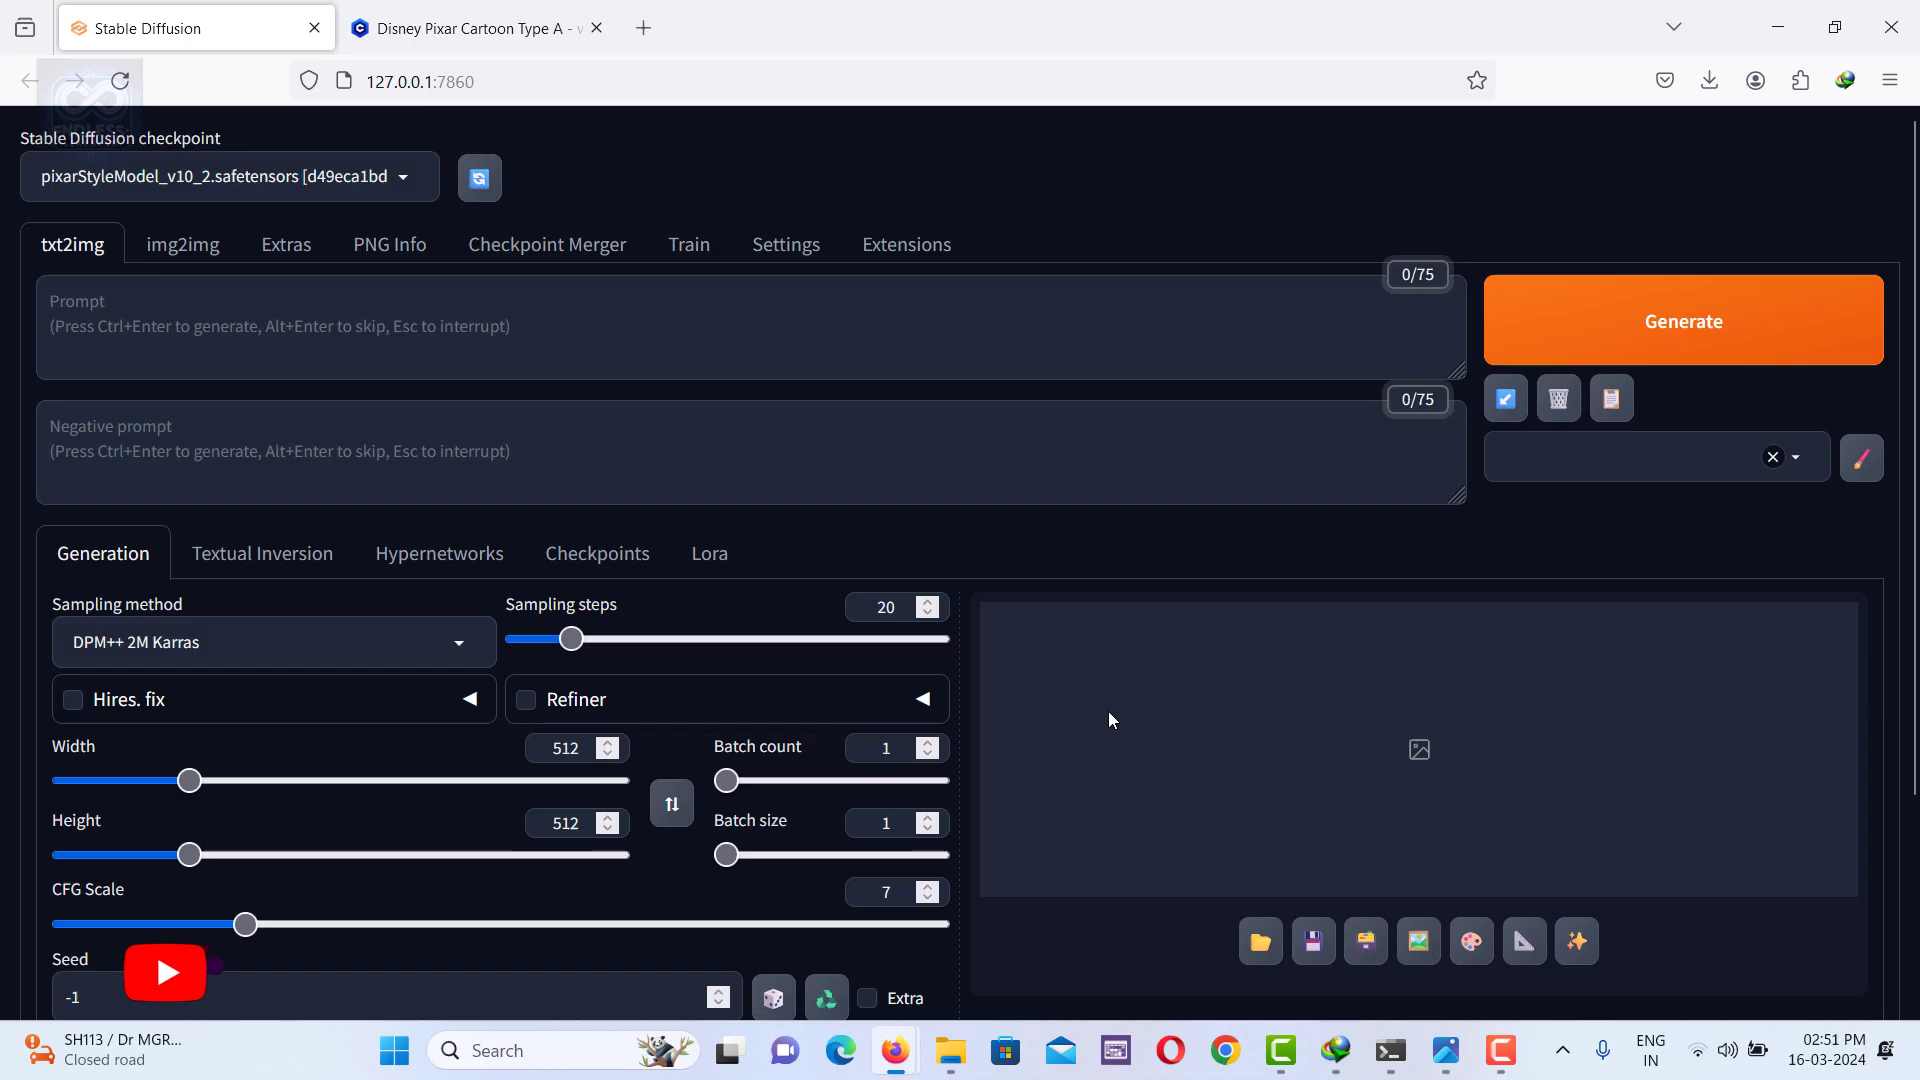 Stable Diffusion
Disney Pixar Cartoon Type A - v
127.0.0.1:7860
Stable Diffusion checkpoint
pixarStyleModel_v10_2.safetensors [d49eca1bd
txt2img
img2img
Extras
PNG Info
Checkpoint Merger
Train
Settings
Extensions
0/75
Prompt
(Press Ctrl+Enter to generate, Alt+Enter to skip, Esc to interrupt)
Generate
0/75
Negative prompt
(Press Ctrl+Enter to generate, Alt+Enter to skip, Esc to interrupt)
Generation
Textual Inversion
Hypernetworks
Checkpoints
Lora
Sampling method
DPM++ 2M Karras
Sampling steps
20
Hires. fix
Refiner
Width
512
Batch count
1
Height
512
Batch size
1
CFG Scale
7
Seed
-1
Extra
SH113 / Dr MGR...
Closed road
Search
ENG
IN
02:51 PM
16-03-2024